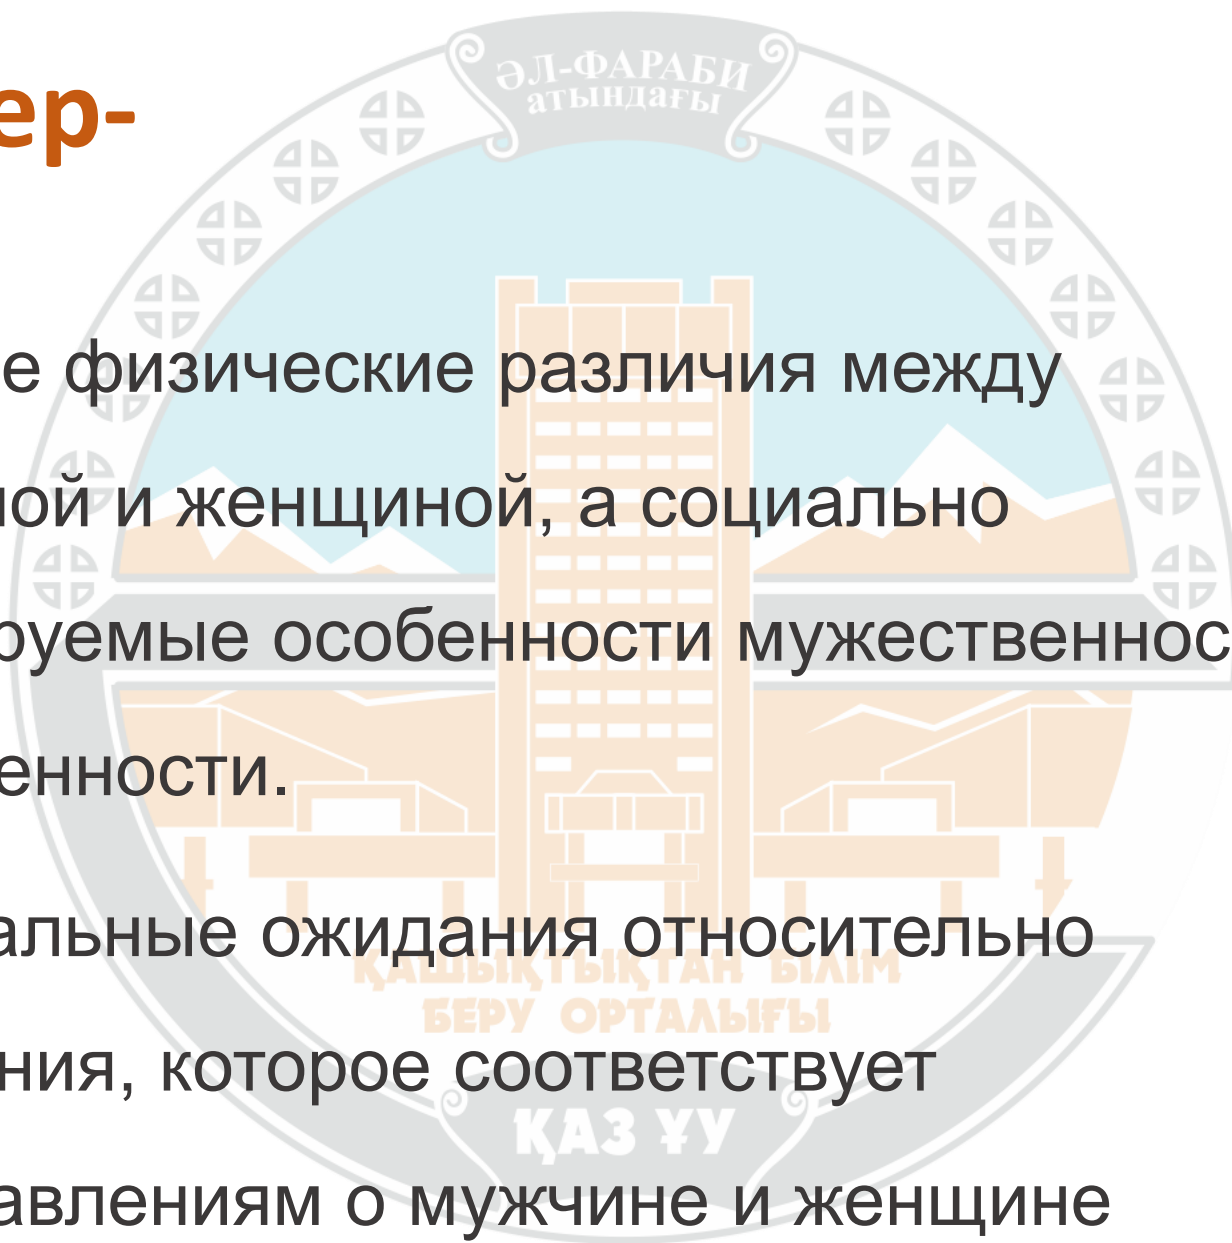 ӘЛ-ФАРАБИ
атындағы
ер-
е физические различия между
ной и женщиной, а социально
руемые особенности мужественнос
енности.
альные ожидания относительно
ҚАШЫҚТЫҚТАН БІЛІМ
БЕРУ ОРТАЛЫҒЫ
ния, которое соответствует
ҚАЗ ҰУ
авлениям о мужчине и женщине